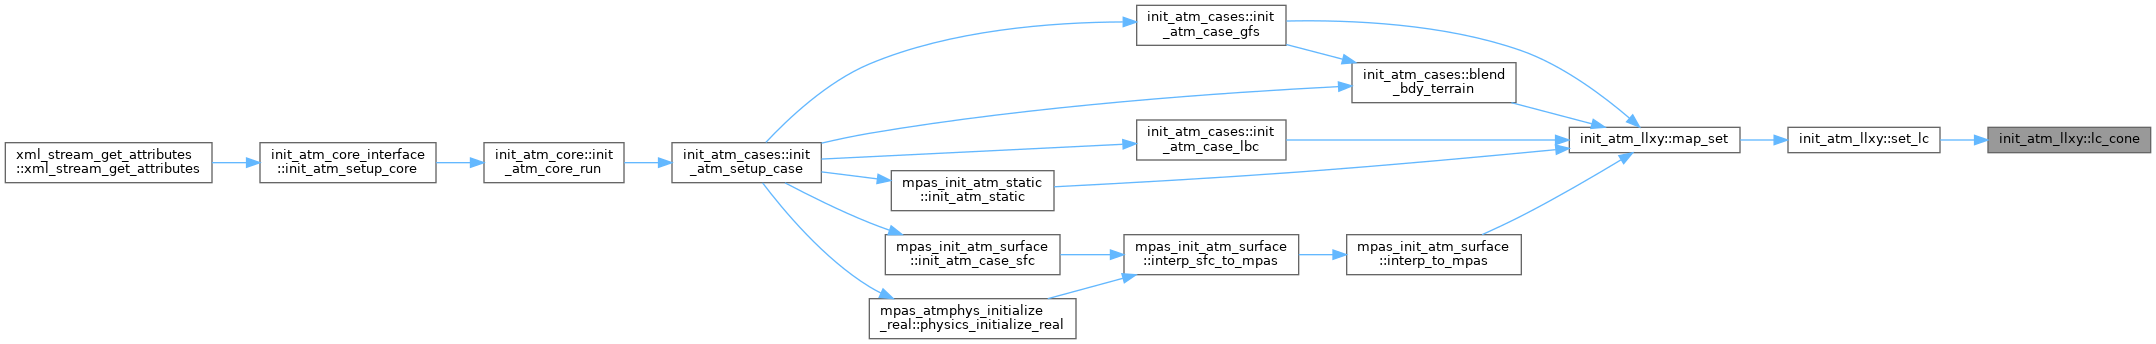 xml_stream_get_attributes
::xml_stream_get_attributes
init_atm_core_interface
::init_atm_setup_core
init_atm_core::init
_atm_core_run
init_atm_cases::init
_atm_setup_case
init_atm_cases::init
_atm_case_gfs
init_atm_cases::blend
_bdy_terrain
init_atm_cases::init
_atm_case_lbc
mpas_init_atm_static
::init_atm_static
mpas_init_atm_surface
::init_atm_case_sfc
mpas_atmphys_initialize
_real::physics_initialize_real
mpas_init_atm_surface
::interp_sfc_to_mpas
mpas_init_atm_surface
::interp_to_mpas
init_atm_llxy::map_set
init_atm_llxy::set_lc
init_atm_llxy::lc_cone